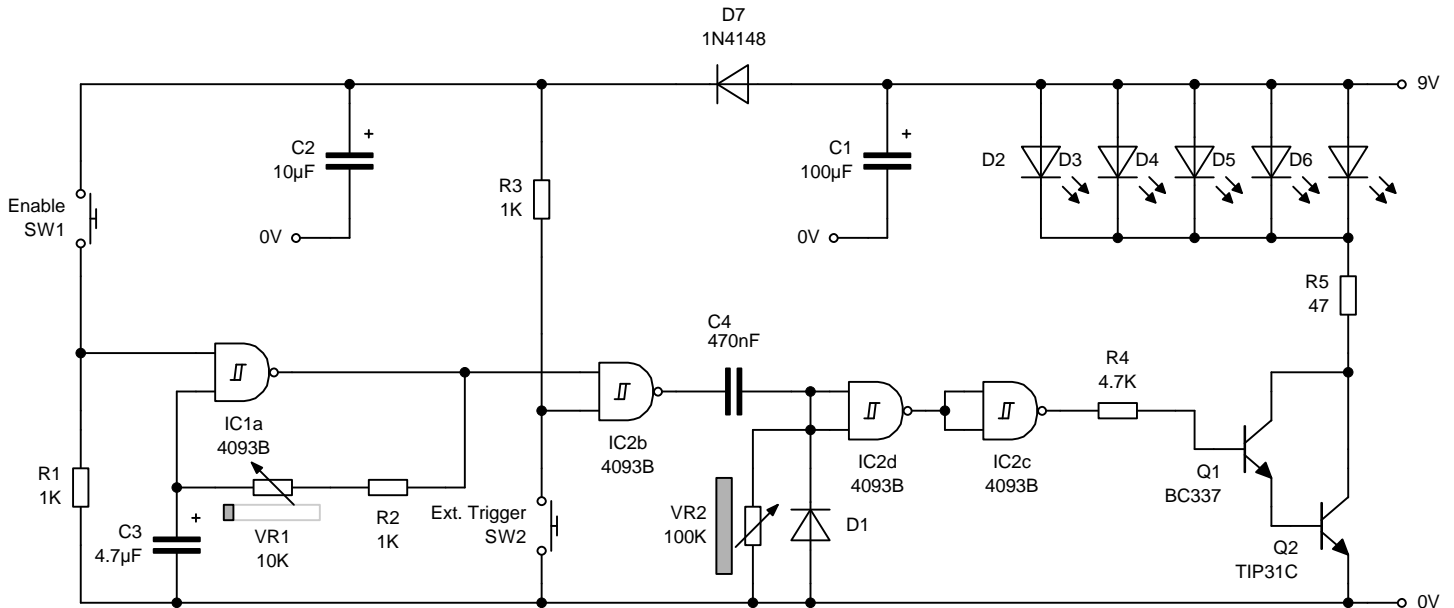 D7
1N4148
9V
C2
10µF
C1
100µF
D2
D3
D4
D5
D6
R3
1K
Enable
SW1
0V
0V
R5
47
C4
470nF
R4
4.7K
IC1a
4093B
IC2b
4093B
IC2d
4093B
IC2c
4093B
Q1
BC337
R1
1K
C3
4.7µF
VR1
10K
R2
1K
Ext. Trigger
SW2
VR2
100K
D1
Q2
TIP31C
0V